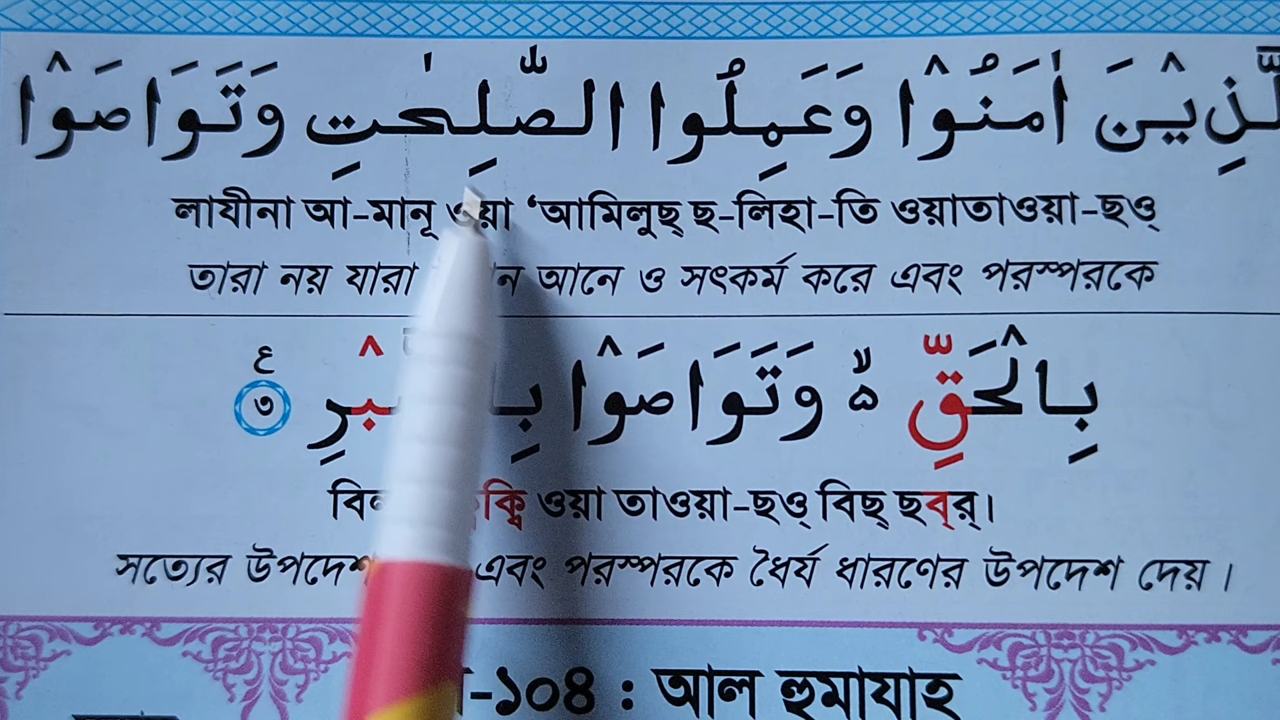 لَّذِيْنَ اٰمَنُوْا وَعَمِلُوا الصّٰلِحٰتِ وَتَوَاصَوْا
লাযীনা আ-মানূ ওয়া ‘আমিলুছ্ ছ-লিহা-তি ওয়াতাওয়া-ছও্
তারা নয় যারা আনে ও সৎকর্ম করে এবং পরস্পরকে
بِالْحَقِّ ۙ وَتَوَاصَوْا ع ٣
ওয়া তাওয়া-ছও্ বিছ্ ছব্‌র্।
সত্যের উপদেশ এবং পরস্পরকে ধৈর্য ধারণের উপদেশ দেয়।
-১০৪ : আল হুমাযাহ